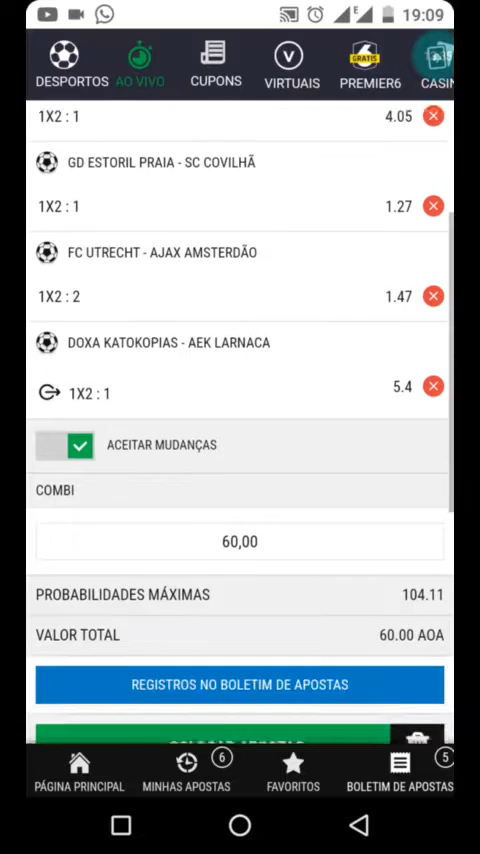 E
19:09
DESPORTOS AO VIVO CUPONS VIRTUAIS PREMIER6 CASIN
V
GRATIS
1X2 : 1 4.05
GD ESTORIL PRAIA - SC COVILHÃ
1X2 : 1 1.27
FC UTRECHT - AJAX AMSTERDÃO
1X2 : 2 1.47
DOXA KATOKOPIAS - AEK LARNACA
1X2 : 1 5.4
ACEITAR MUDANÇAS
COMBI
60,00
PROBABILIDADES MÁXIMAS 104.11
VALOR TOTAL 60.00 AOA
REGISTROS NO BOLETIM DE APOSTAS
6
5
PÁGINA PRINCIPAL MINHAS APOSTAS FAVORITOS BOLETIM DE APOSTAS